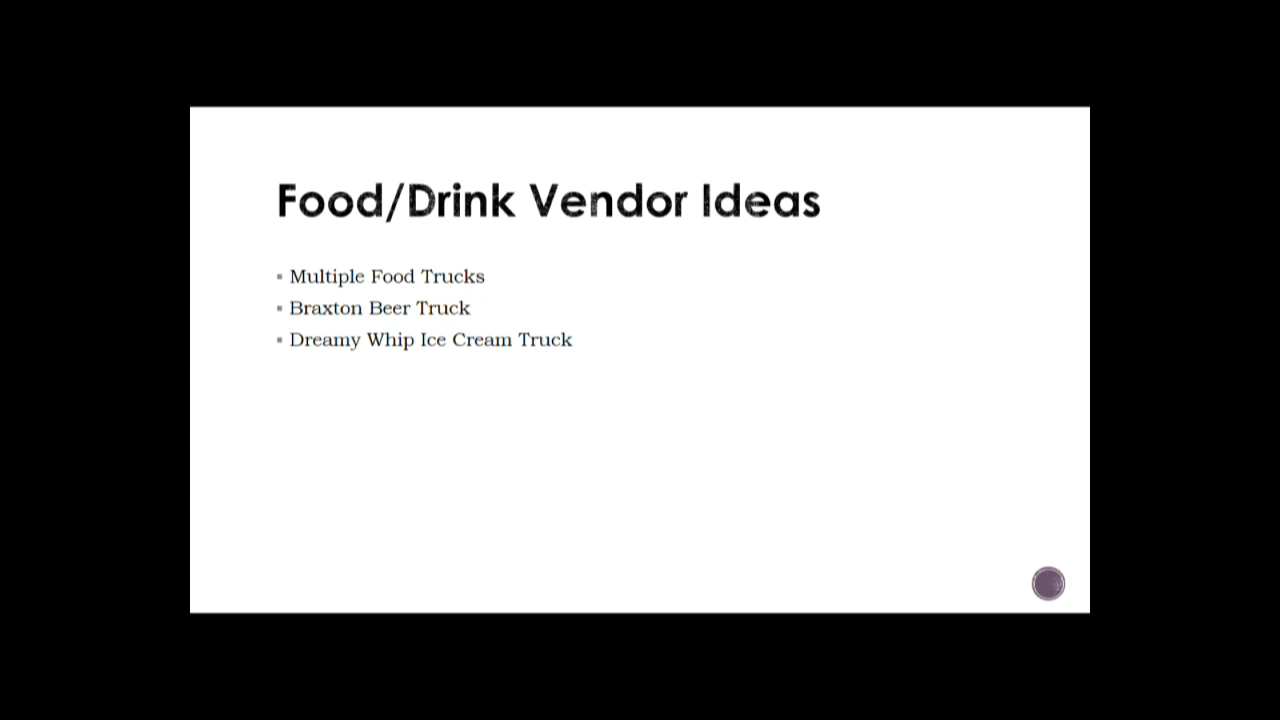 Food/Drink Vendor Ideas
▪ Multiple Food Trucks
▪ Braxton Beer Truck
▪ Dreamy Whip Ice Cream Truck